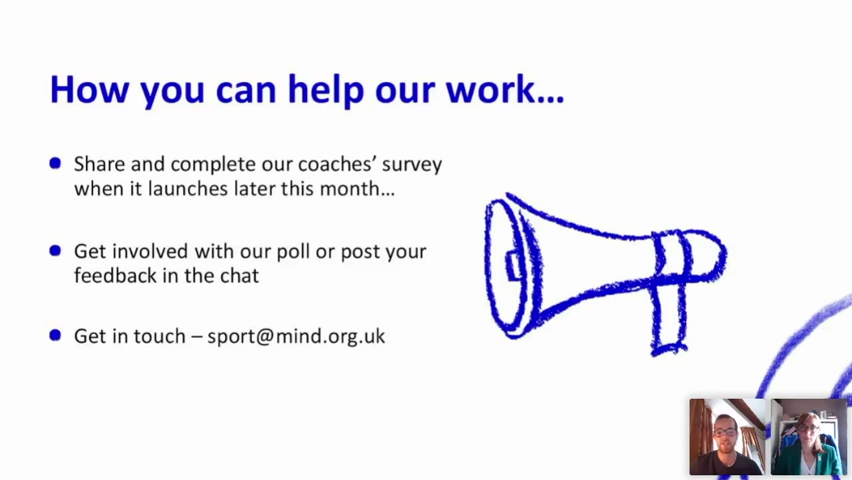 How you can help our work...
Share and complete our coaches' survey
when it launches later this month...
Get involved with our poll or post your
feedback in the chat
Get in touch – sport@mind.org.uk